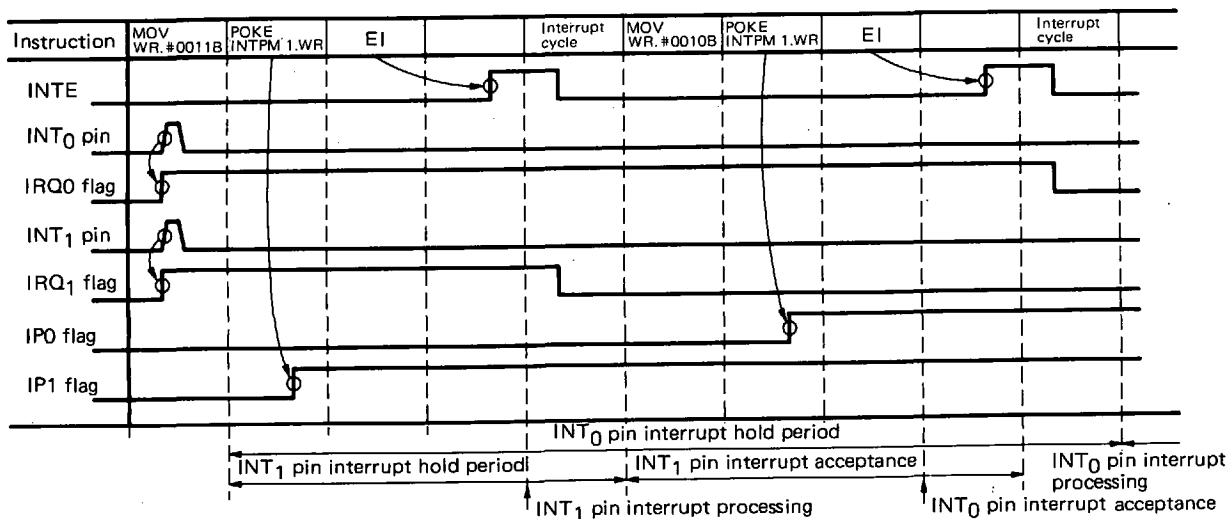 Instruction
MOV
WR. #0011B
POKE
INTPM 1.WR
EI
Interrupt
cycle
MOV
WR. #0010B
POKE
INTPM 1.WR
EI
Interrupt
cycle
INTE
INT0 pin
IRQ0 flag
INT1 pin
IRQ1 flag
IP0 flag
IP1 flag
INT0 pin interrupt hold period
INT1 pin interrupt hold period
INT1 pin interrupt acceptance
INT0 pin interrupt
processing
INT1 pin interrupt processing
INT0 pin interrupt acceptance